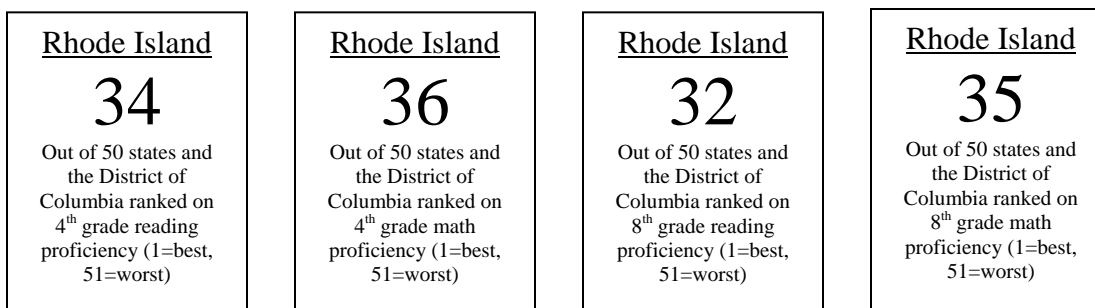 Rhode Island
34
Out of 50 states and
the District of
Columbia ranked on
4th grade reading
proficiency (1=best,
51=worst)
Rhode Island
36
Out of 50 states and
the District of
Columbia ranked on
4th grade math
proficiency (1=best,
51=worst)
Rhode Island
32
Out of 50 states and
the District of
Columbia ranked on
8th grade reading
proficiency (1=best,
51=worst)
Rhode Island
35
Out of 50 states and
the District of
Columbia ranked on
8th grade math
proficiency (1=best,
51=worst)